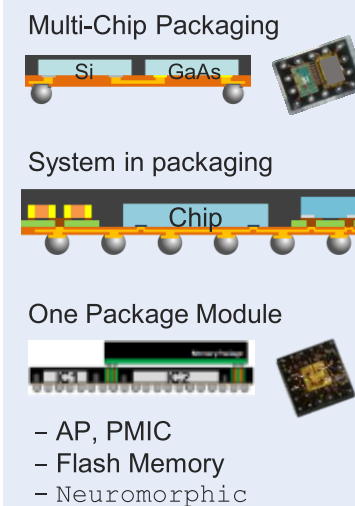 Multi-Chip Packaging
Si GaAs
System in packaging
Chip
One Package Module
Memory Package
IC1 IC2
– AP, PMIC
– Flash Memory
– Neuromorphic